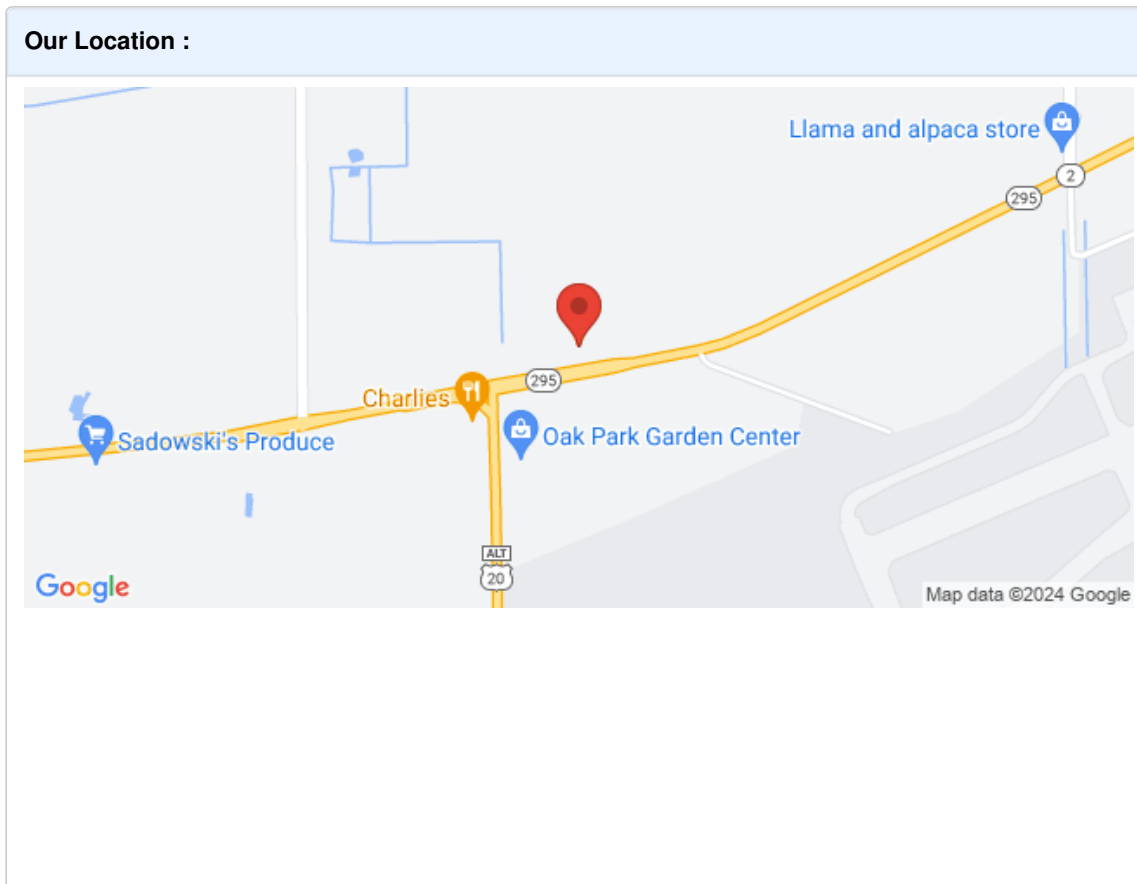 Our Location :
Llama and alpaca store
2
295
295
Charlies
Oak Park Garden Center
Sadowski's Produce
ALT
20
Google
Map data ©2024 Google